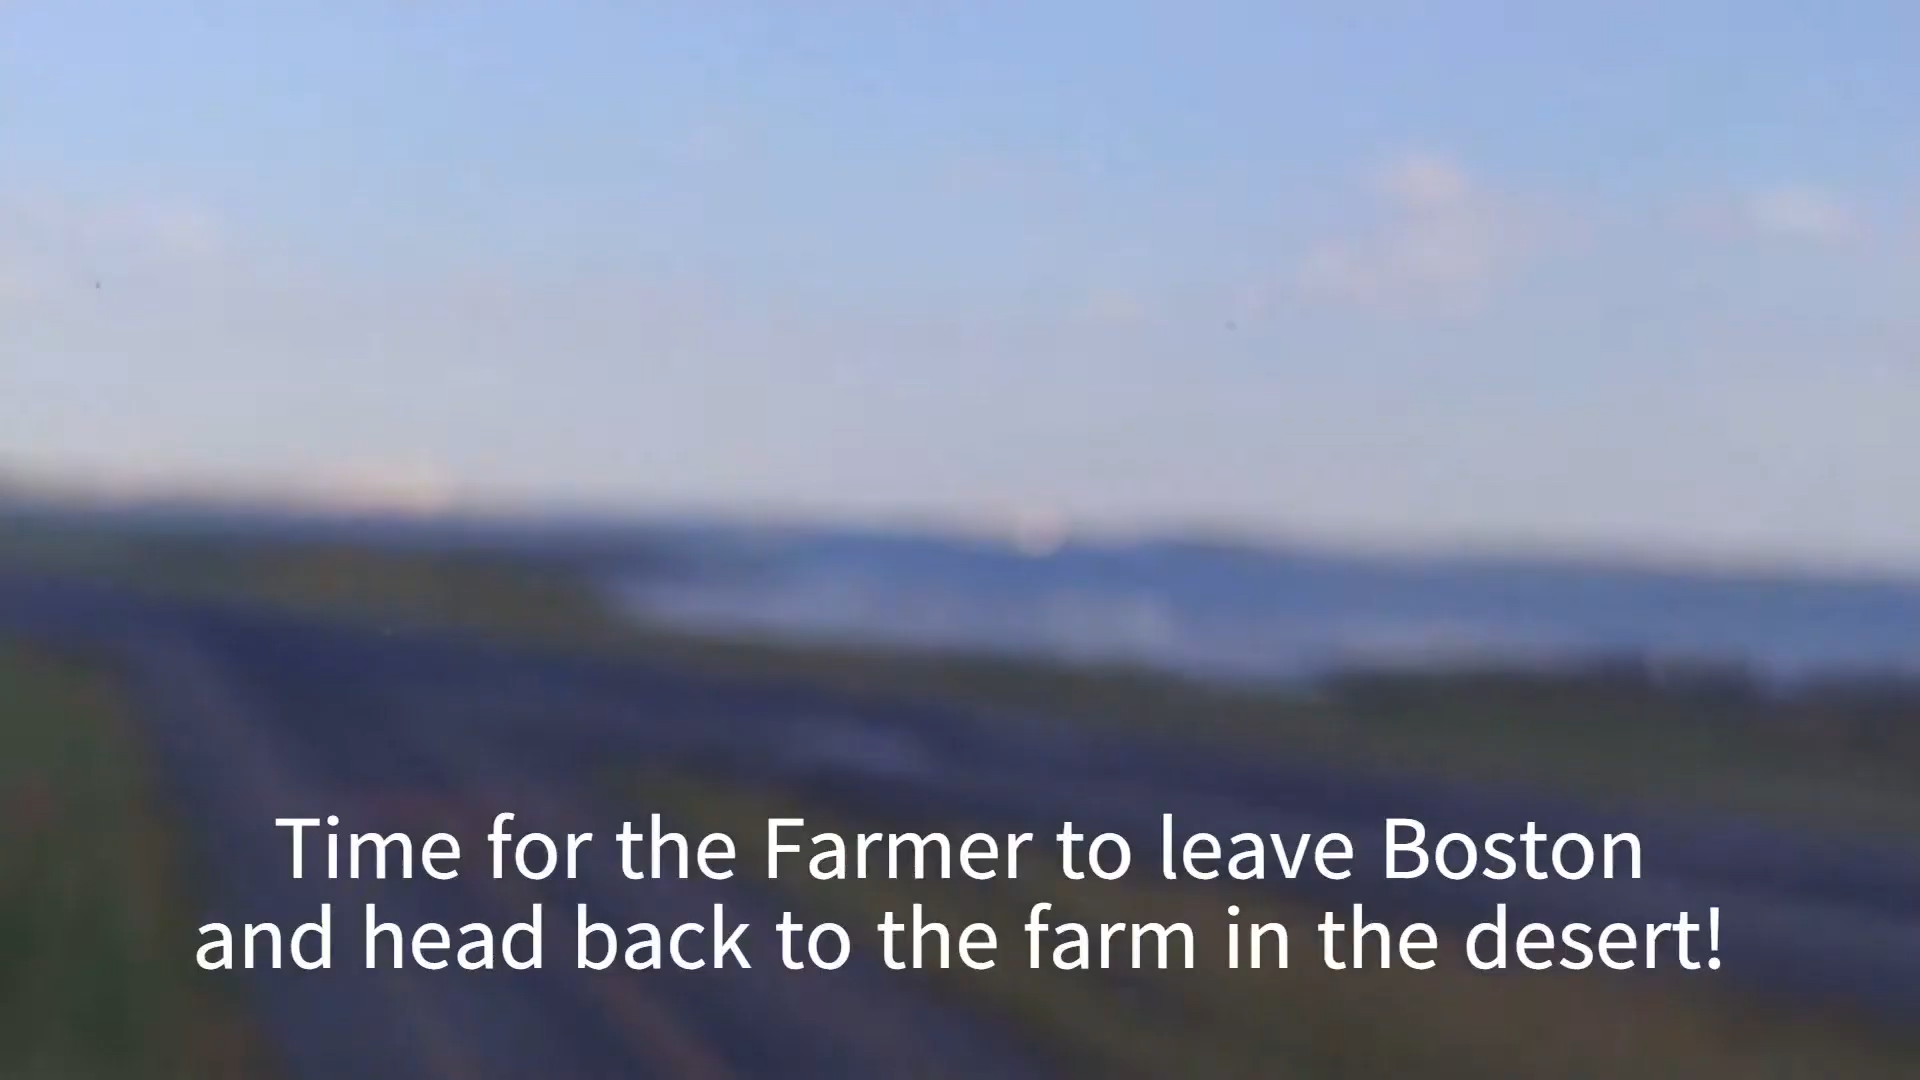 Time for the Farmer to leave Boston
and head back to the farm in the desert!